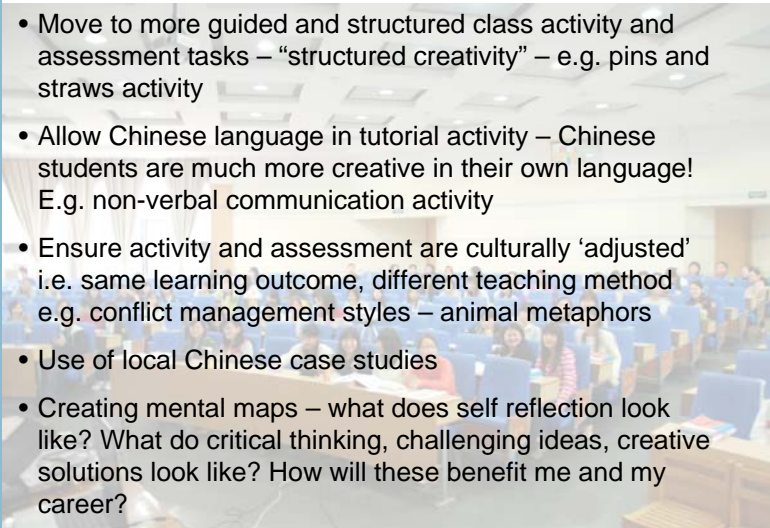 • Move to more guided and structured class activity and
assessment tasks – “structured creativity” – e.g. pins and
straws activity
• Allow Chinese language in tutorial activity – Chinese
students are much more creative in their own language!
E.g. non-verbal communication activity
• Ensure activity and assessment are culturally ‘adjusted’
i.e. same learning outcome, different teaching method
e.g. conflict management styles – animal metaphors
• Use of local Chinese case studies
• Creating mental maps – what does self reflection look
like? What do critical thinking, challenging ideas, creative
solutions look like? How will these benefit me and my
career?